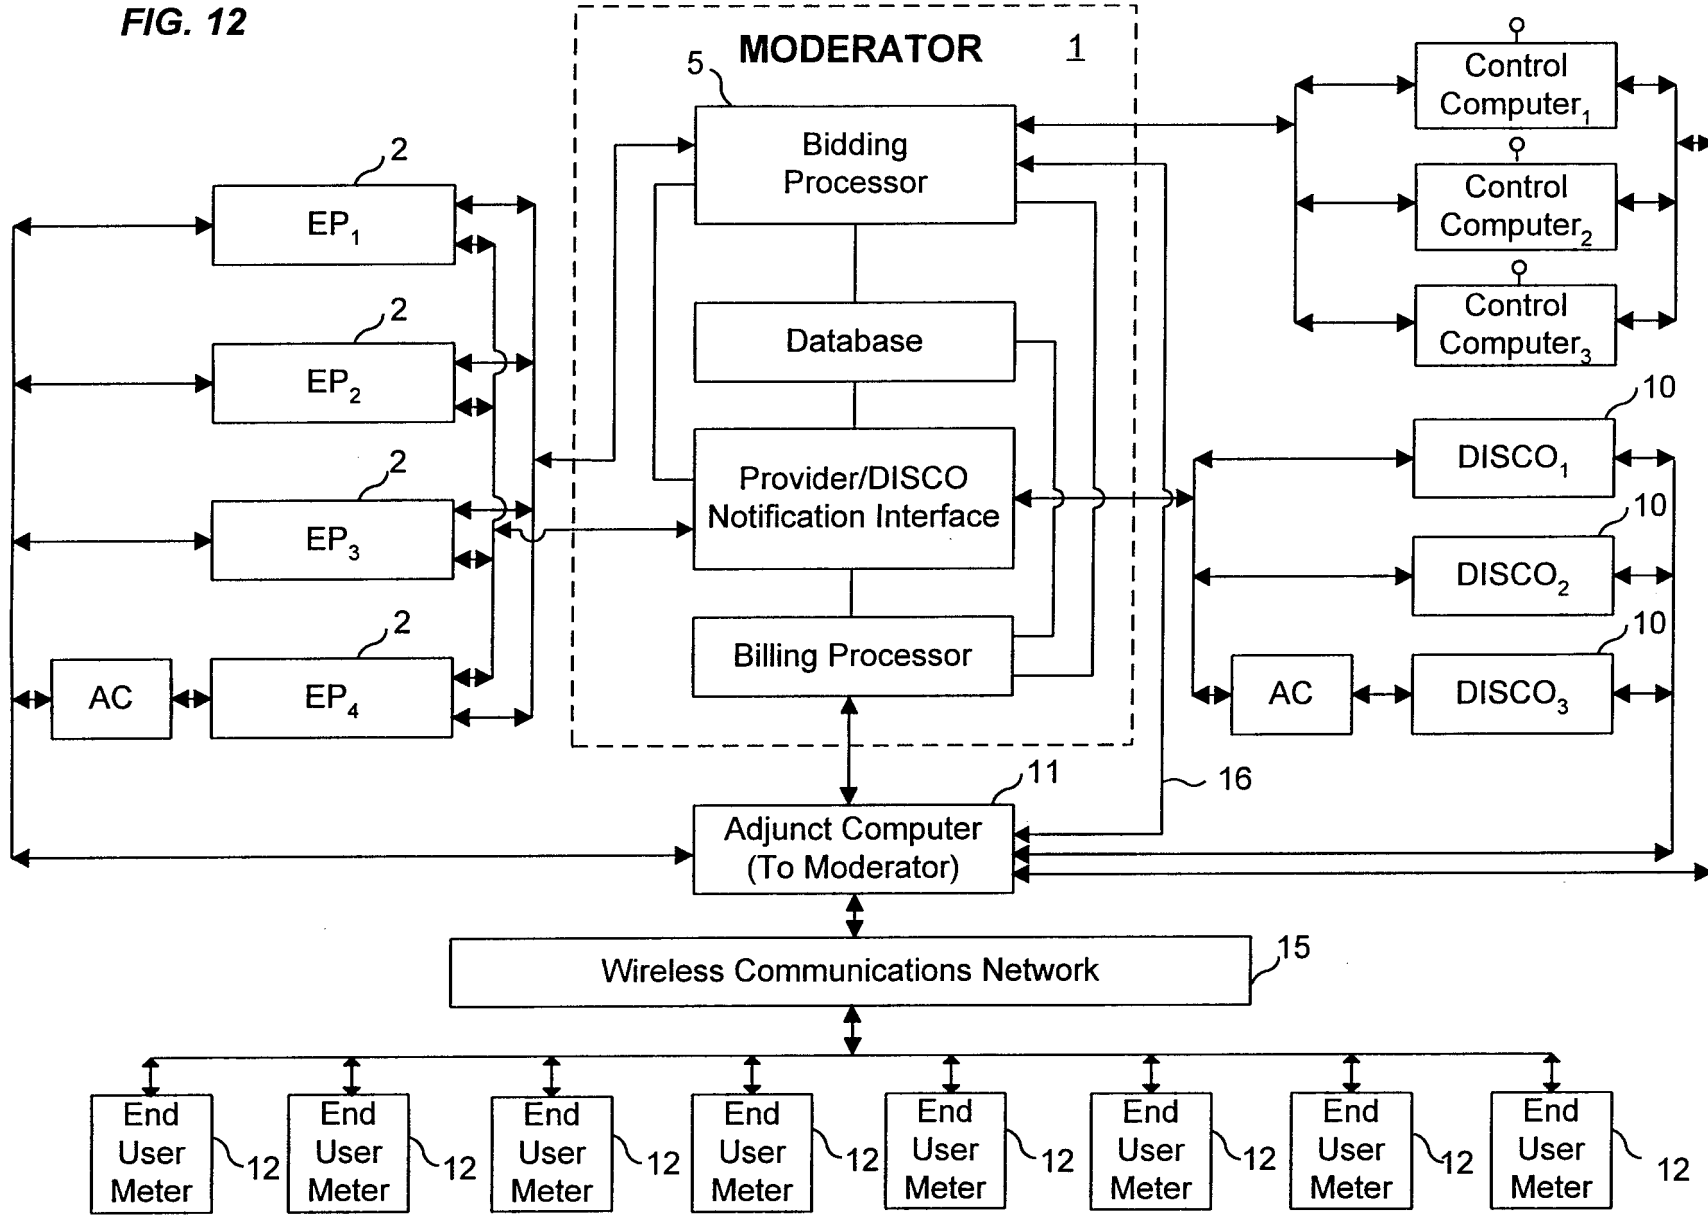 FIG. 12
MODERATOR 1
5
Bidding
Processor
Database
Provider/DISCO
Notification Interface
Billing Processor
2
EP₁
2
EP₂
2
EP₃
2
EP₄
AC
Control
Computer₁
Control
Computer₂
Control
Computer₃
10
DISCO₁
10
DISCO₂
10
DISCO₃
AC
16
11
Adjunct Computer
(To Moderator)
Wireless Communications Network
15
End
User
Meter
12
End
User
Meter
12
End
User
Meter
12
End
User
Meter
12
End
User
Meter
12
End
User
Meter
12
End
User
Meter
12
End
User
Meter
12